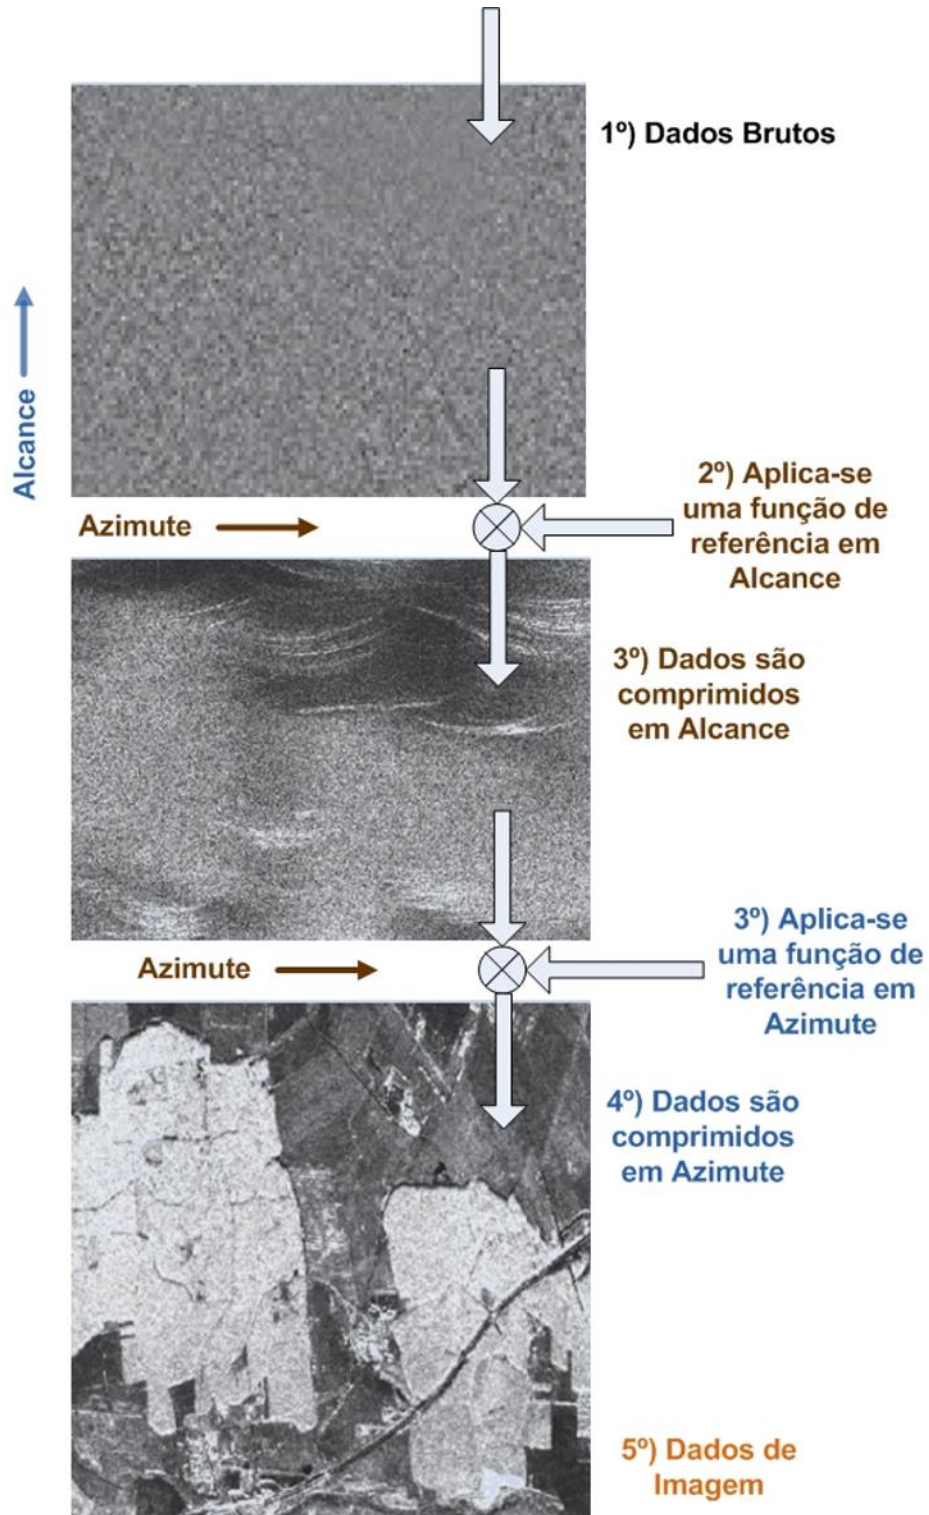 1º) Dados Brutos
Alcance
2º) Aplica-se
uma função de
referência em
Alcance
Azimute
3º) Dados são
comprimidos
em Alcance
3º) Aplica-se
uma função de
referência em
Azimute
Azimute
4º) Dados são
comprimidos
em Azimute
5º) Dados de
Imagem